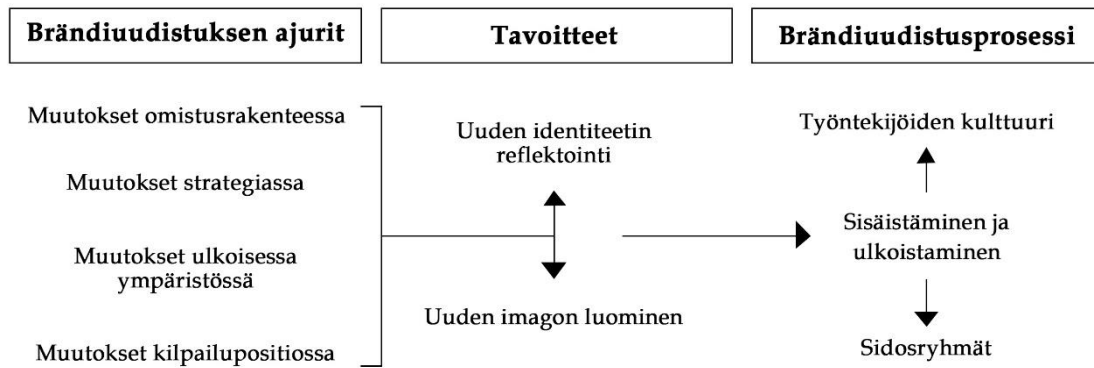 Brändiuudistuksen ajurit
Tavoitteet
Brändiuudistusprosessi
Muutokset omistusrakenteessa
Muutokset strategiassa
Muutokset ulkoisessa
ympäristössä
Muutokset kilpailupositiossa
Uuden identiteetin
reflektointi
Uuden imagon luominen
Työntekijöiden kulttuuri
Sisäistäminen ja
ulkoistaminen
Sidosryhmät